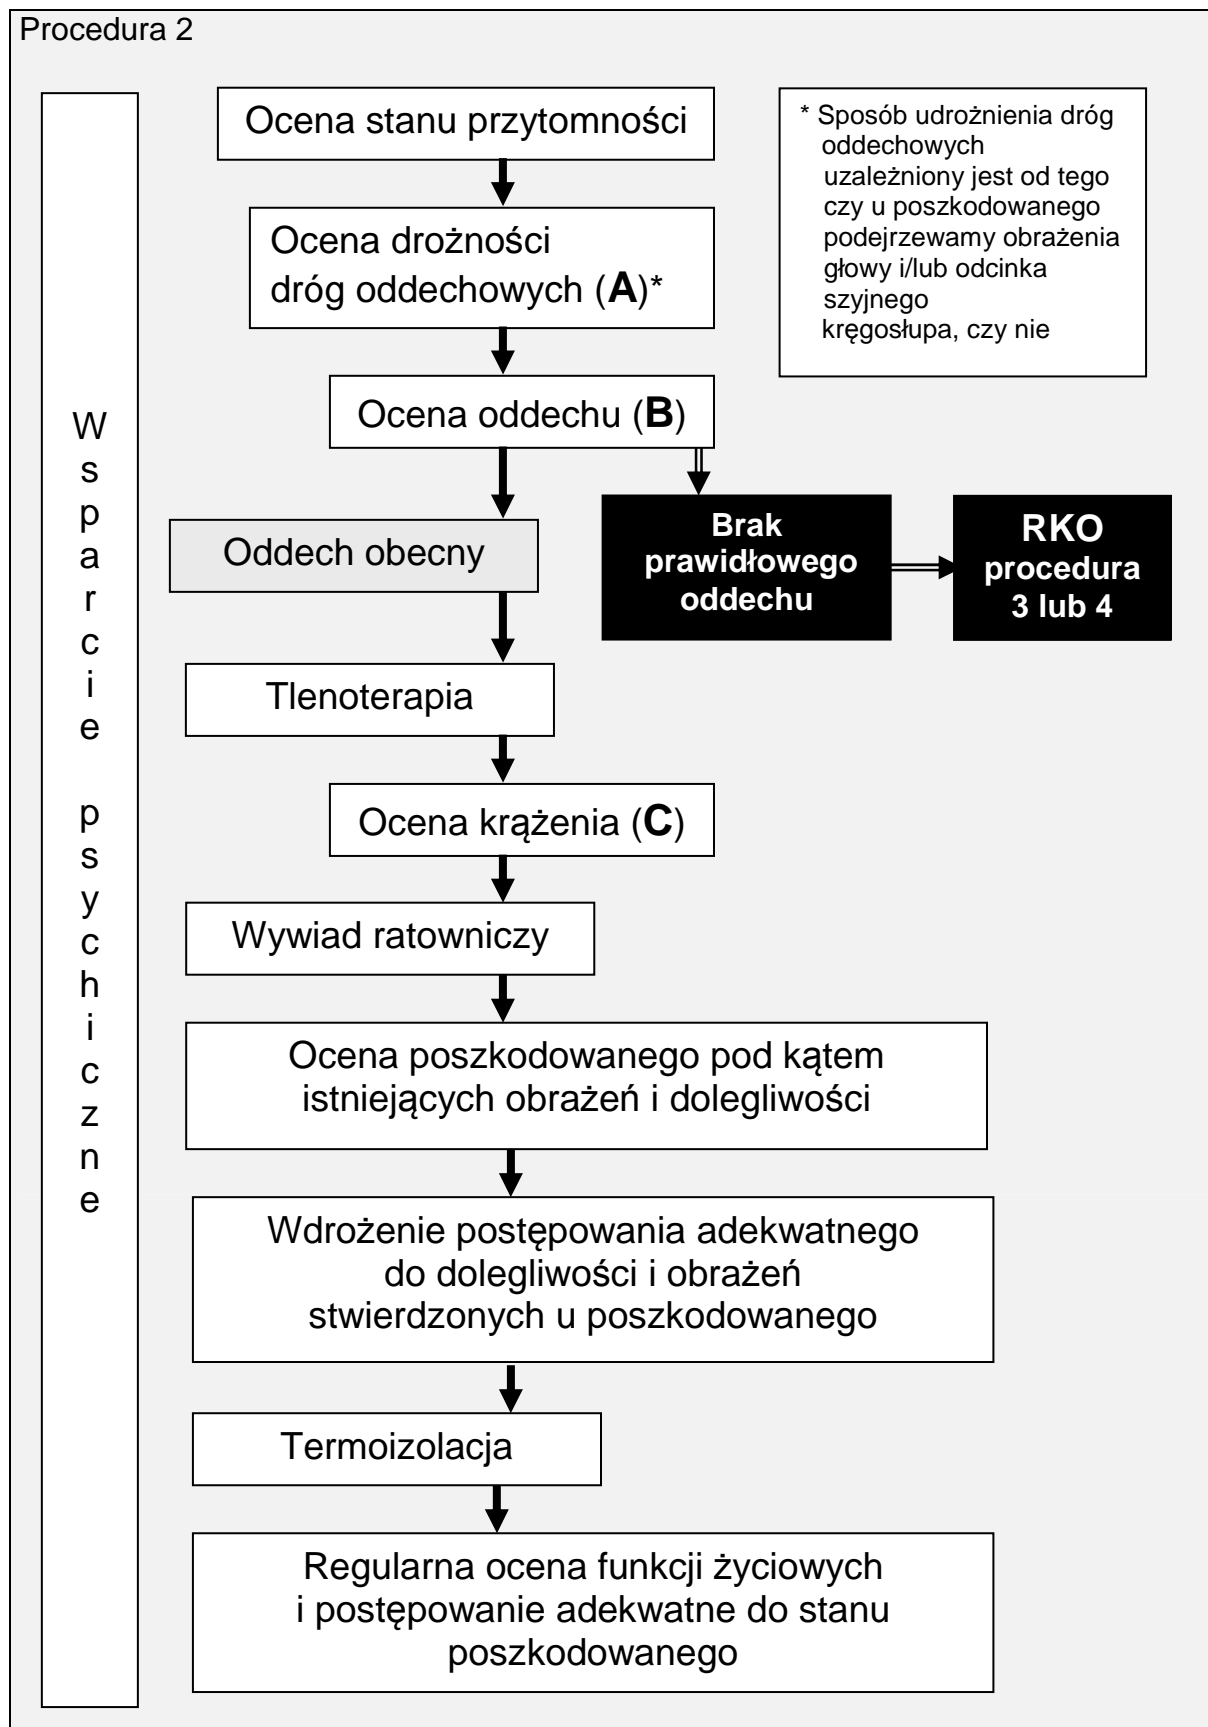 Procedura 2
Ocena stanu przytomności
* Sposób udrożnienia dróg
oddechowych
uzależniony jest od tego
czy u poszkodowanego
podejrzewamy obrażenia
głowy i/lub odcinka
szyjnego
kręgosłupa, czy nie
Ocena drożności
dróg oddechowych (A)*
Ocena oddechu (B)
Oddech obecny
Brak
prawidłowego
oddechu
RKO
procedura
3 lub 4
Tlenoterapia
Ocena krążenia (C)
Wywiad ratowniczy
Ocena poszkodowanego pod kątem
istniejących obrażeń i dolegliwości
Wdrożenie postępowania adekwatnego
do dolegliwości i obrażeń
stwierdzonych u poszkodowanego
Termoizolacja
Regularna ocena funkcji życiowych
i postępowanie adekwatne do stanu
poszkodowanego
Wsparcie psychiczne